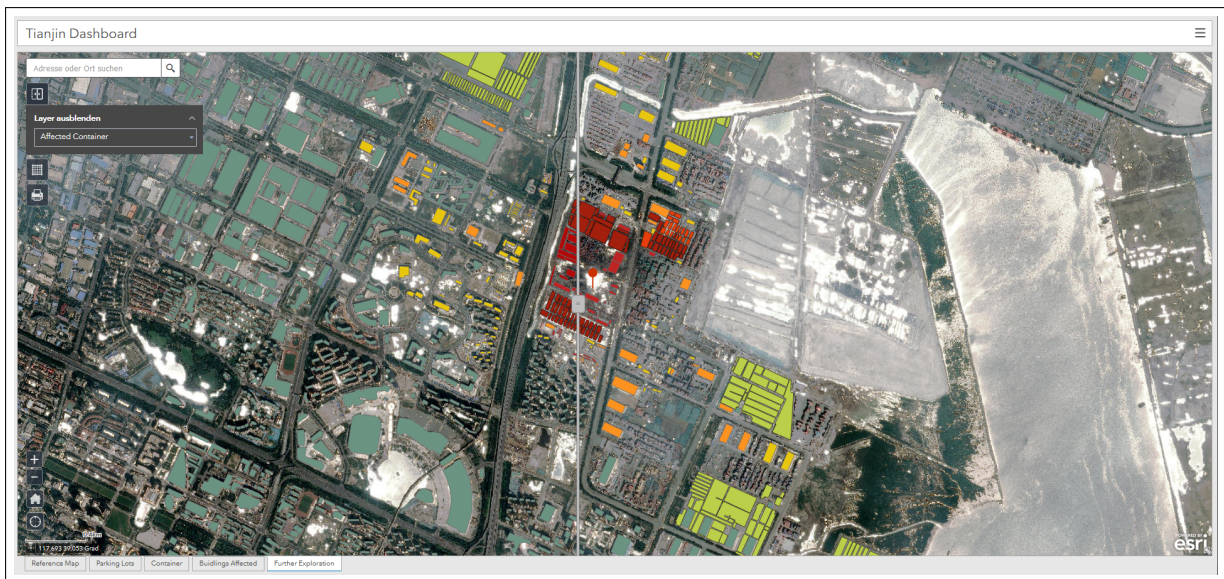 Tianjin Dashboard
Adresse oder Ort suchen
Layer ausblenden
Affected Container
117.693 39.053 Grad
POWERED BY
esri
Reference Map
Parking Lots
Container
Buidlings Affected
Further Exploration